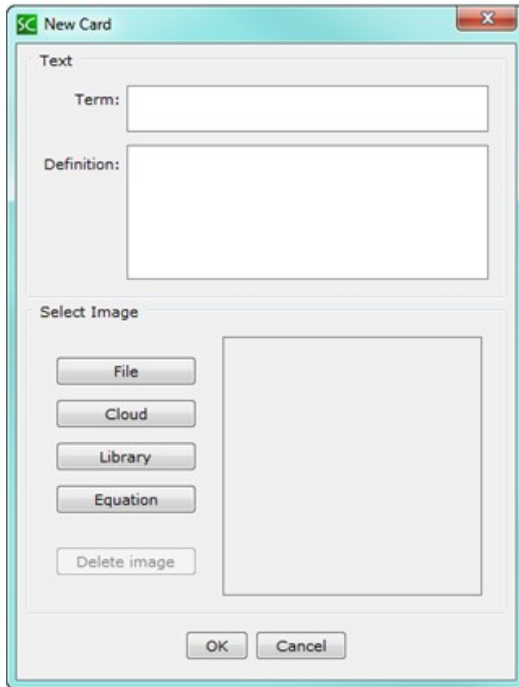 SC New Card
Text
Term:
Definition:
Select Image
File
Cloud
Library
Equation
Delete image
OK Cancel